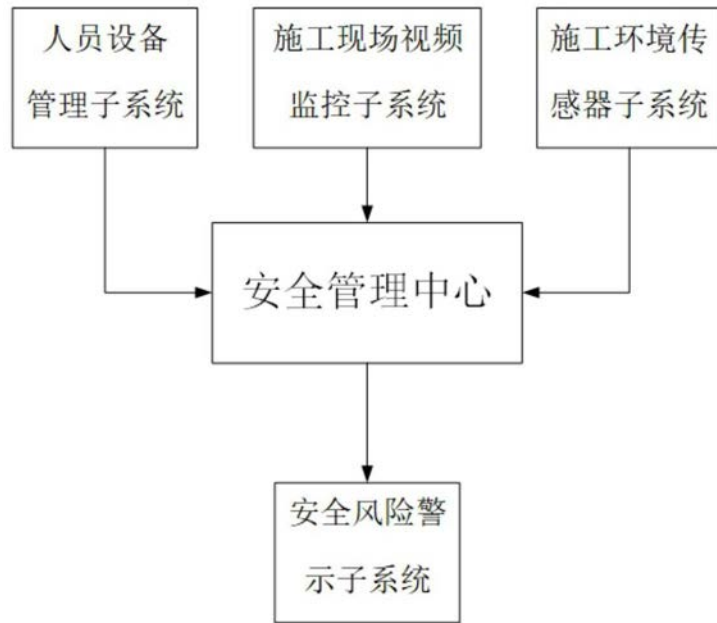 人员设备
管理子系统
施工现场视频
监控子系统
施工环境传
感器子系统
安全管理中心
安全风险警
示子系统